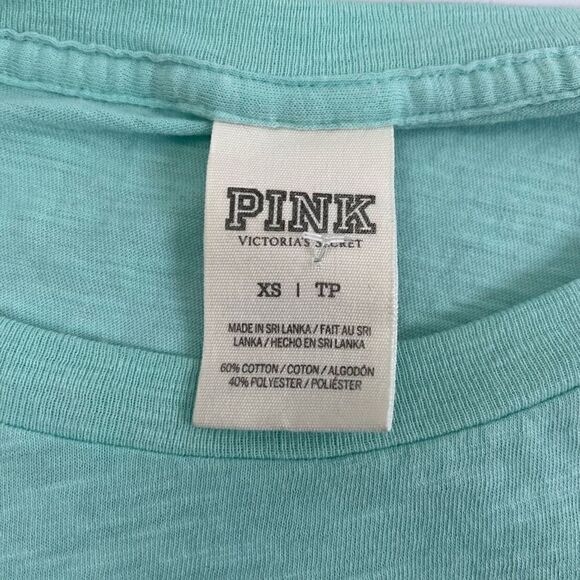 PINK
VICTORIA'S SECRET
XS | TP
MADE IN SRI LANKA / FAIT AU SRI
LANKA / HECHO EN SRI LANKA
60% COTTON / COTON / ALGODÓN
40% POLYESTER / POLIÉSTER